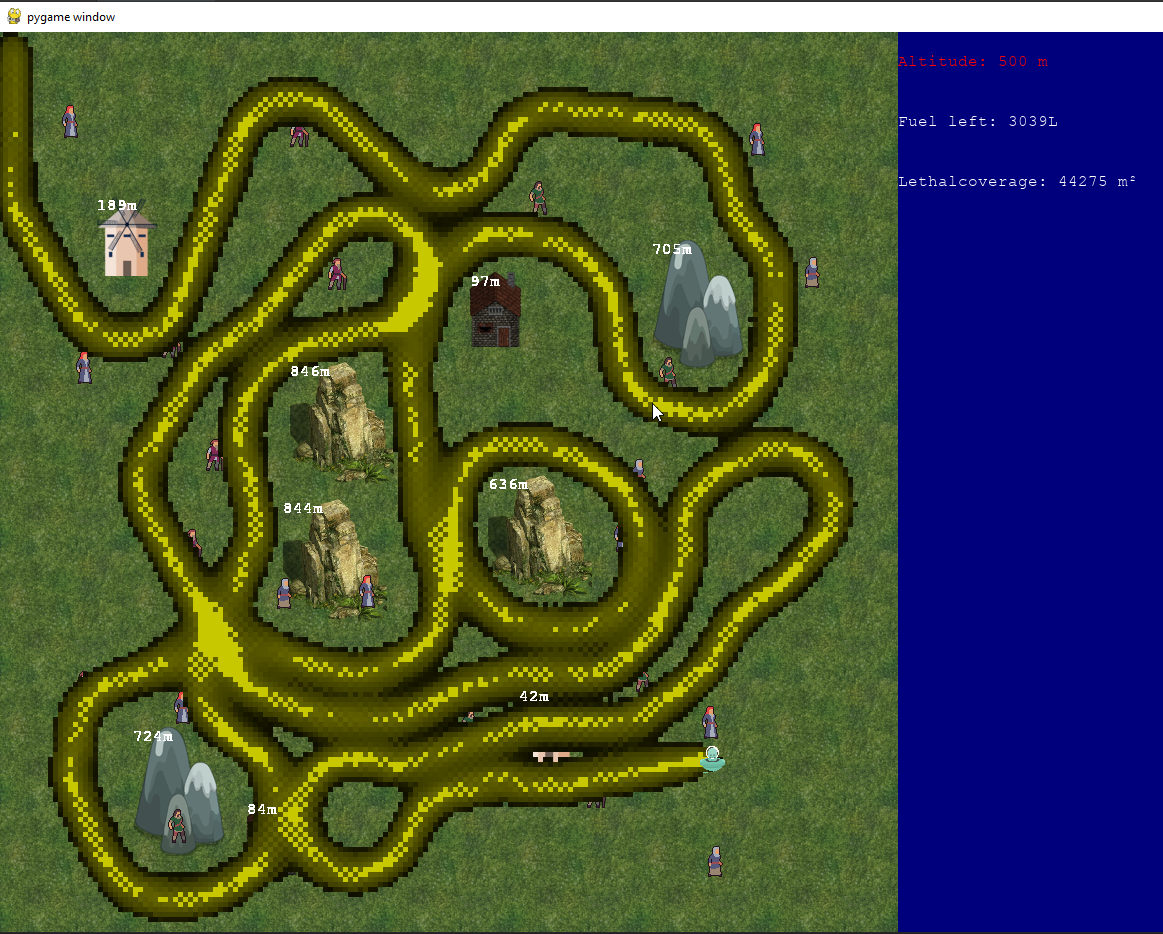 pygame window
Altitude: 500 m
Fuel left: 3039L
Lethalcoverage: 44275 m²
189m
705m
97m
846m
636m
844m
42m
724m
84m